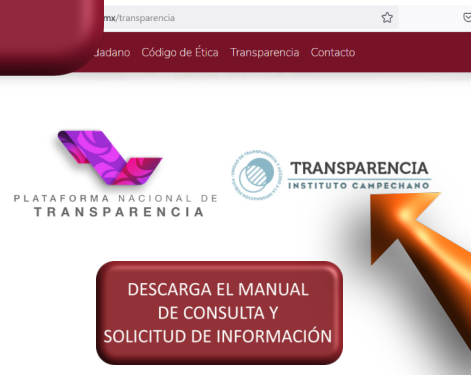 mx/transparencia
dadano Código de Ética Transparencia Contacto
PLATAFORMA NACIONAL DE
TRANSPARENCIA
TRANSPARENCIA
INSTITUTO CAMPECHANO
DESCARGA EL MANUAL
DE CONSULTA Y
SOLICITUD DE INFORMACIÓN